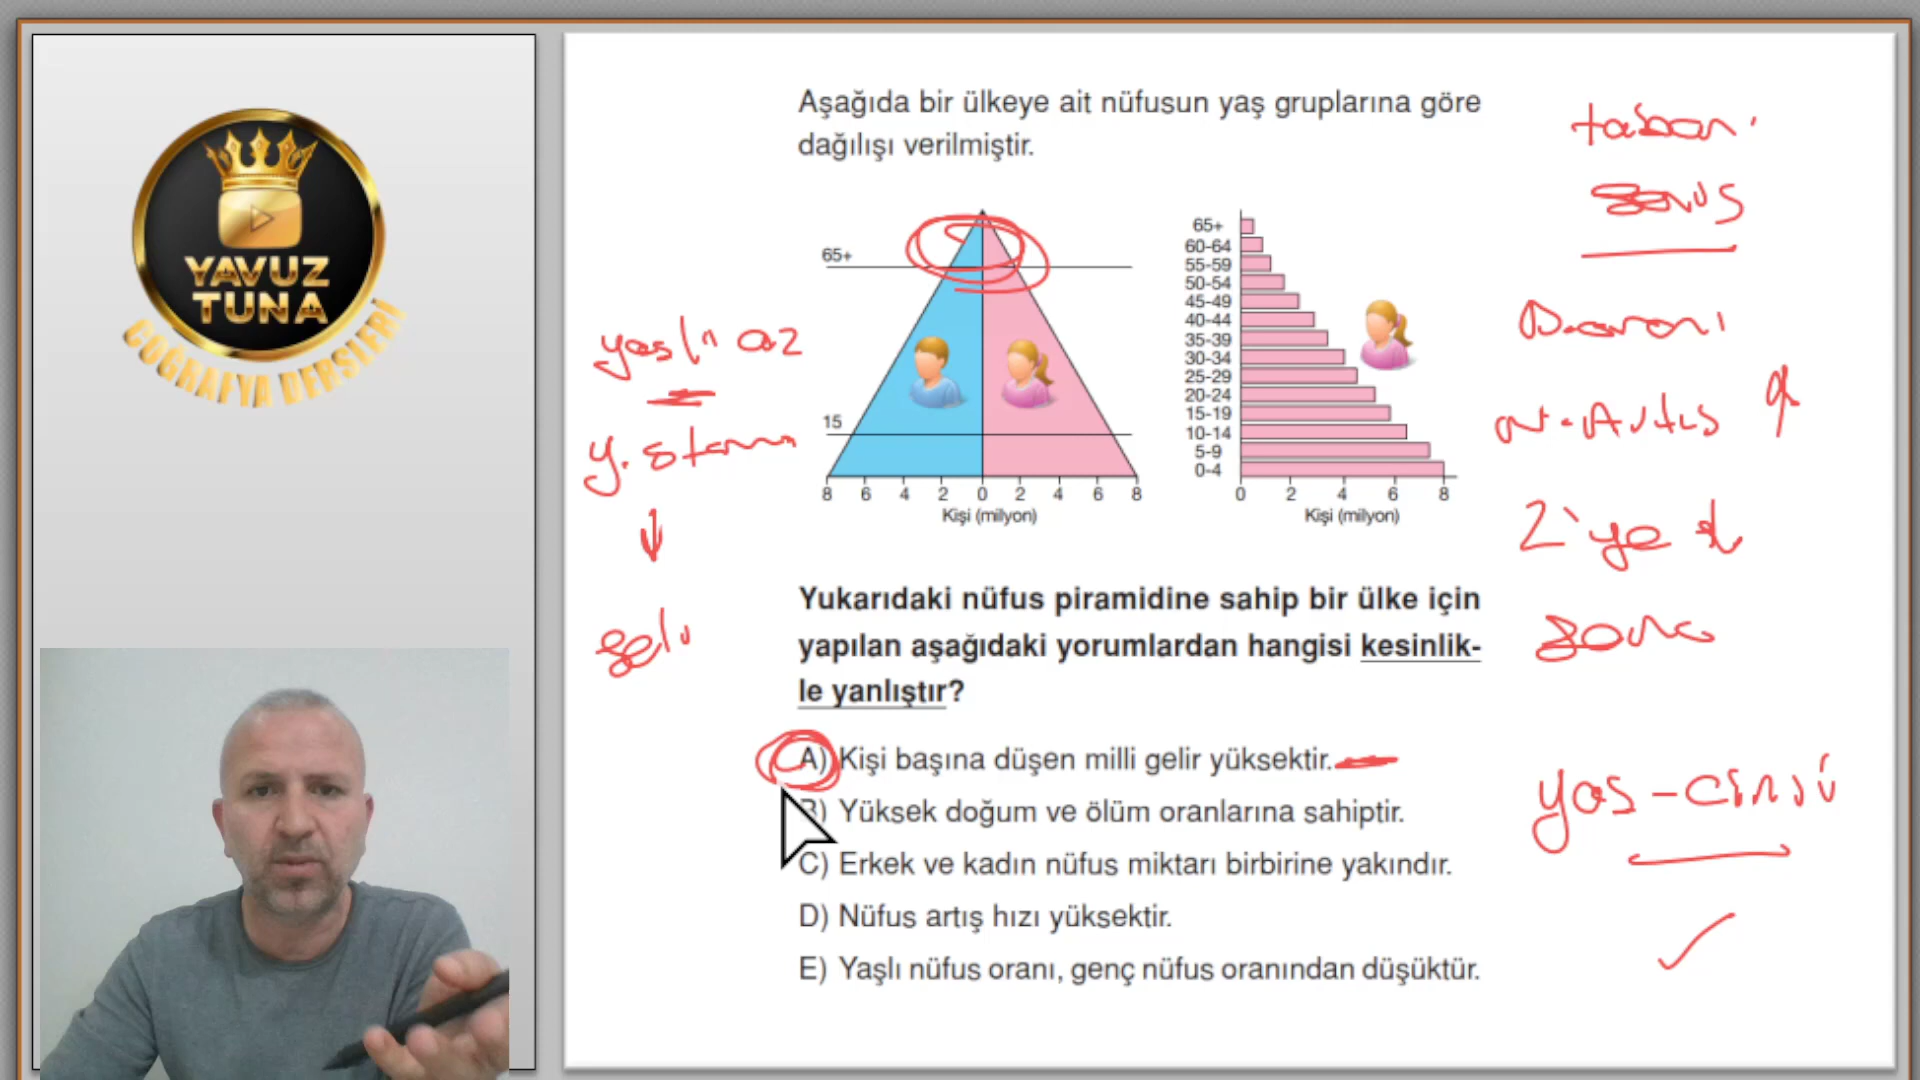 YAVUZ
TUNA
COĞRAFYA DERSLERİ
Aşağıda bir ülkeye ait nüfusun yaş gruplarına göre
dağılışı verilmiştir.
65+
15
8 6 4 2 0 2 4 6 8
Kişi (milyon)
65+
60-64
55-59
50-54
45-49
40-44
35-39
30-34
25-29
20-24
15-19
10-14
5-9
0-4
0 2 4 6 8
Kişi (milyon)
yaşlı az
taban
geniş
Yukarıdaki nüfus piramidine sahip bir ülke için
yapılan aşağıdaki yorumlardan hangisi kesinlik-
le yanlıştır?
A) Kişi başına düşen milli gelir yüksektir.
B) Yüksek doğum ve ölüm oranlarına sahiptir.
C) Erkek ve kadın nüfus miktarı birbirine yakındır.
D) Nüfus artış hızı yüksektir.
E) Yaşlı nüfus oranı, genç nüfus oranından düşüktür.